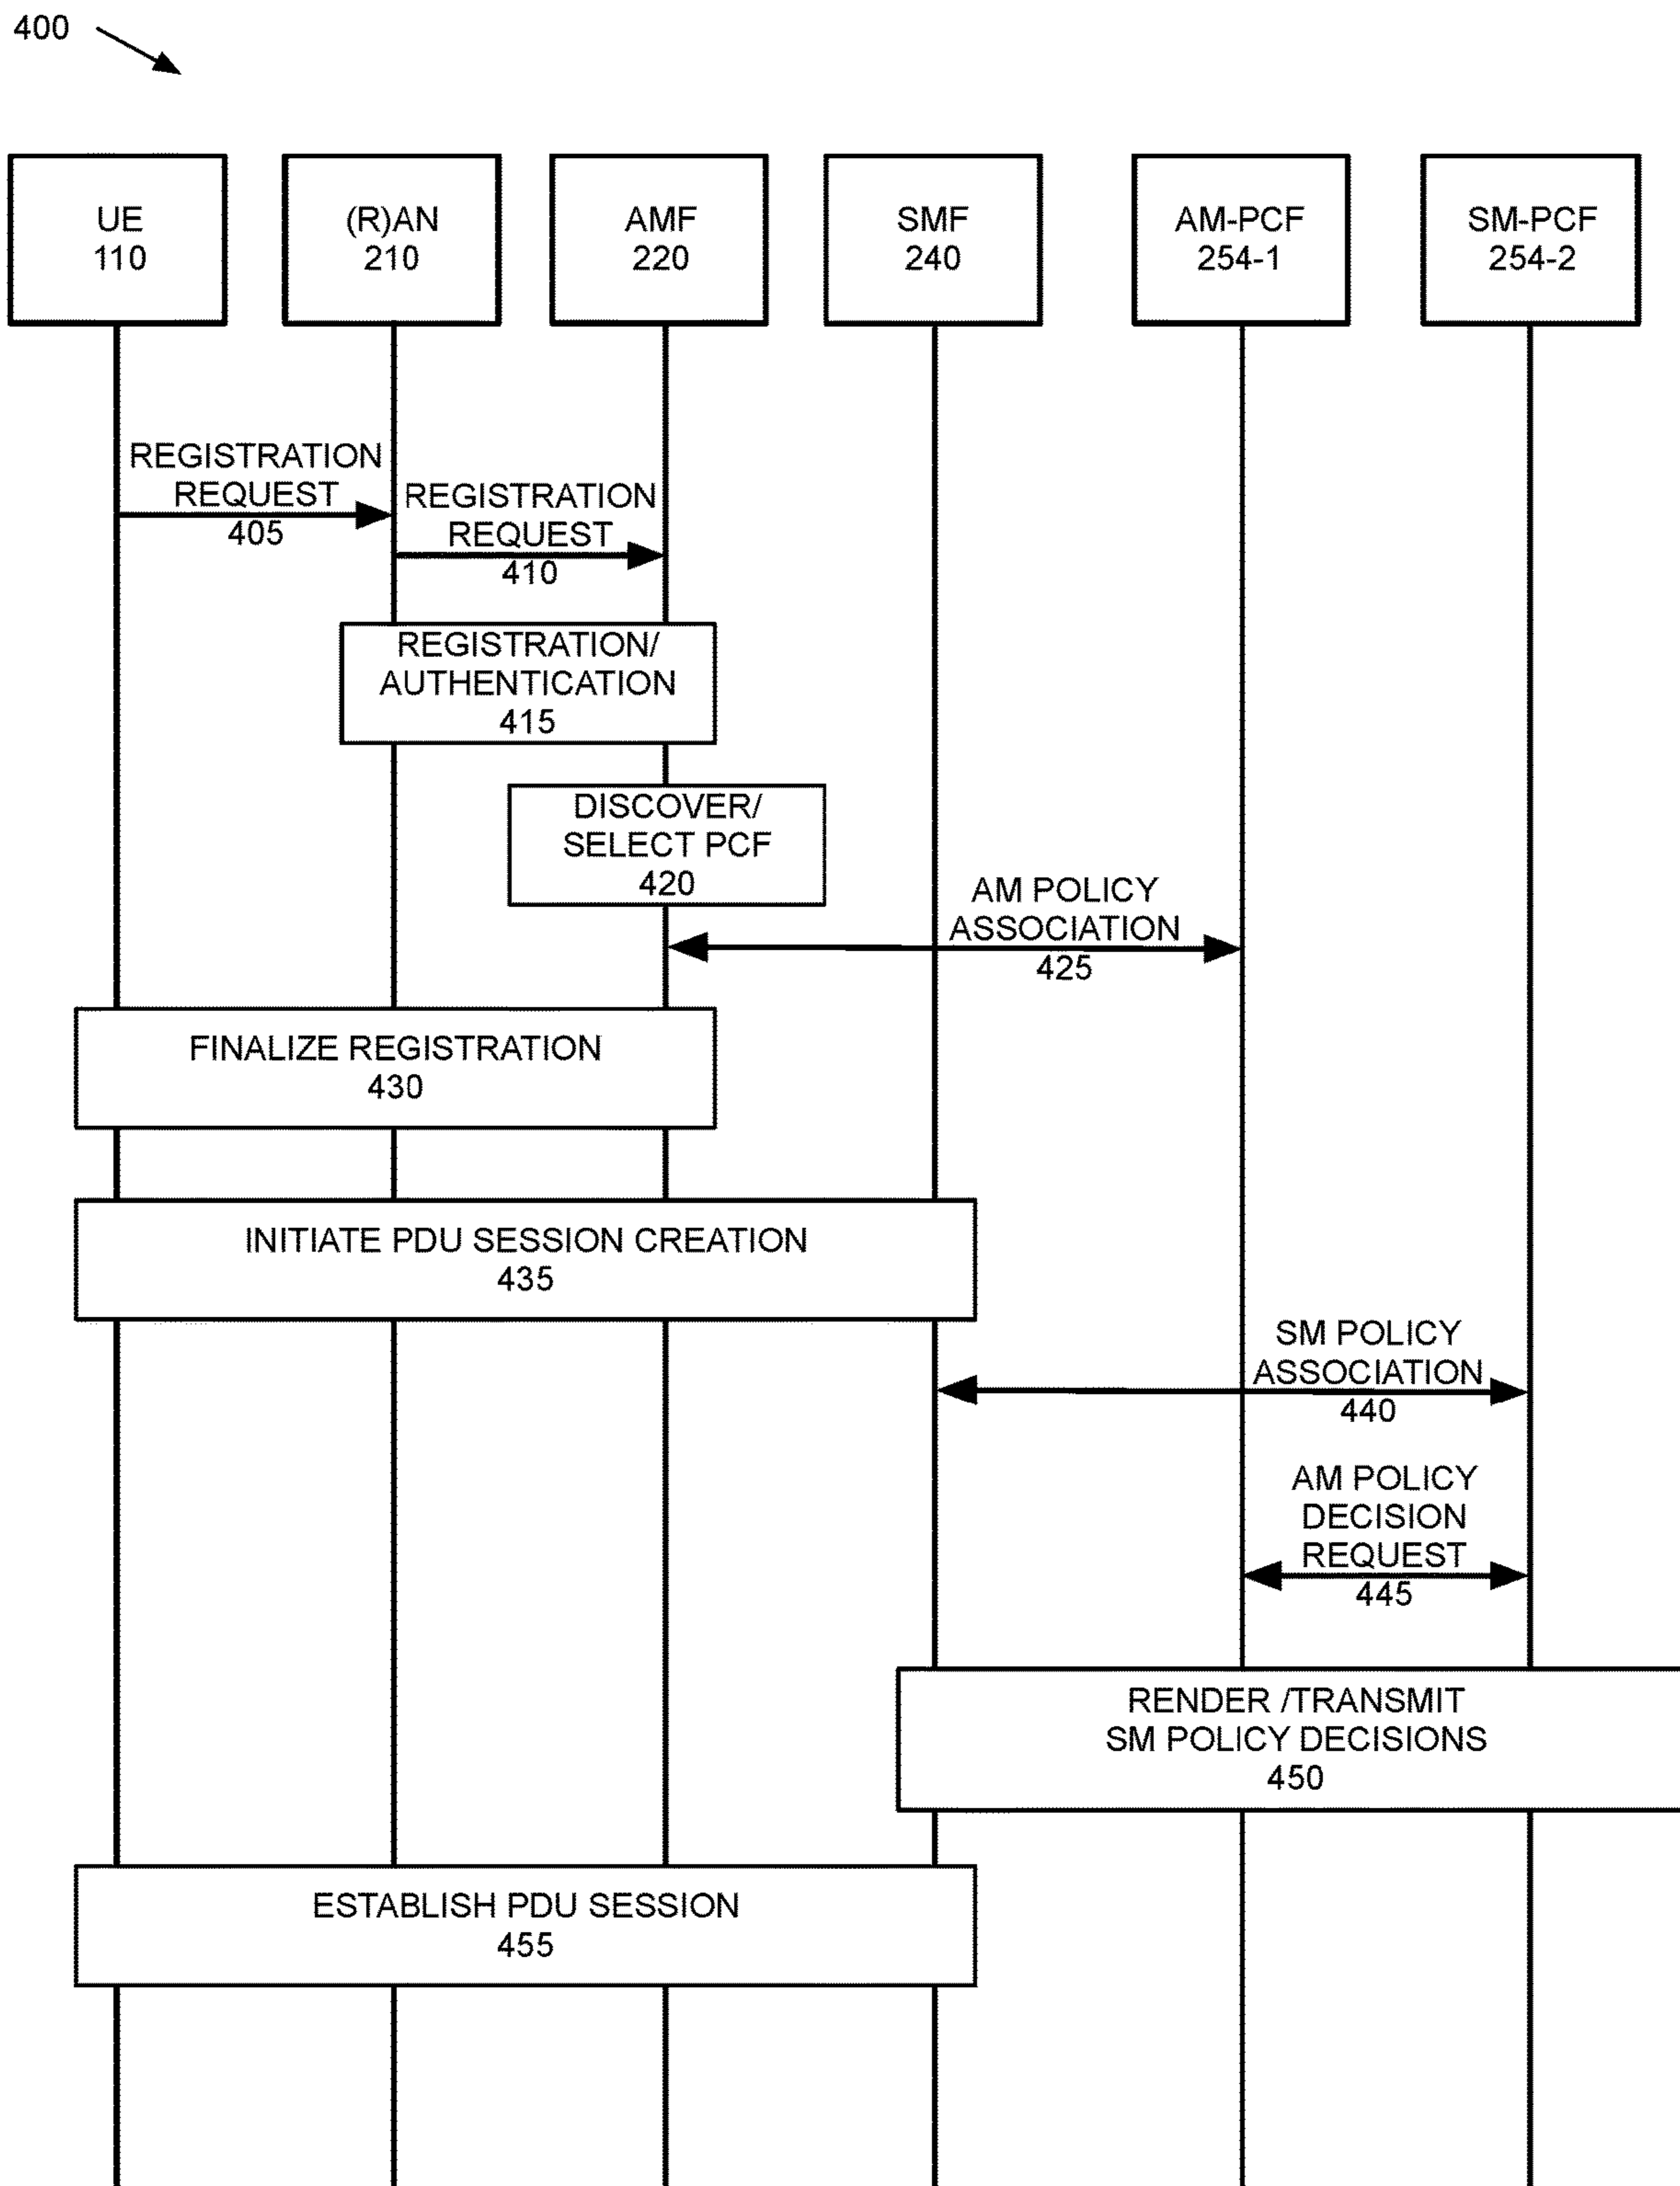 400
UE
110
(R)AN
210
AMF
220
SMF
240
AM-PCF
254-1
SM-PCF
254-2
REGISTRATION
REQUEST
405
REGISTRATION
REQUEST
410
REGISTRATION/
AUTHENTICATION
415
DISCOVER/
SELECT PCF
420
AM POLICY
ASSOCIATION
425
FINALIZE REGISTRATION
430
INITIATE PDU SESSION CREATION
435
SM POLICY
ASSOCIATION
440
AM POLICY
DECISION
REQUEST
445
RENDER /TRANSMIT
SM POLICY DECISIONS
450
ESTABLISH PDU SESSION
455